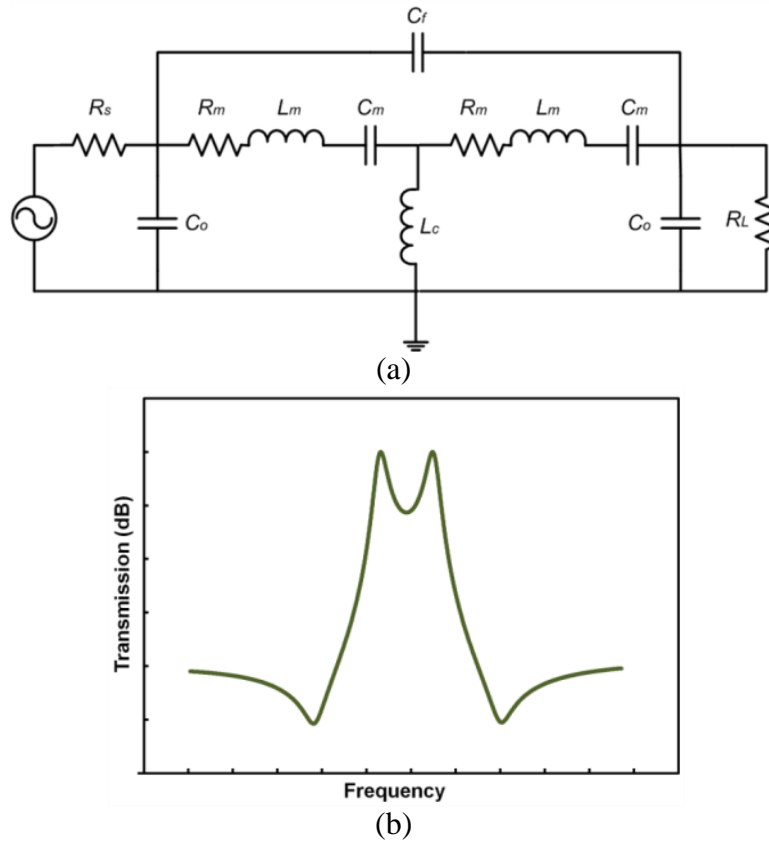 Cf
Rs Rm Lm Cm Rm Lm Cm
Co Lc Co RL
(a)
Transmission (dB)
Frequency
(b)